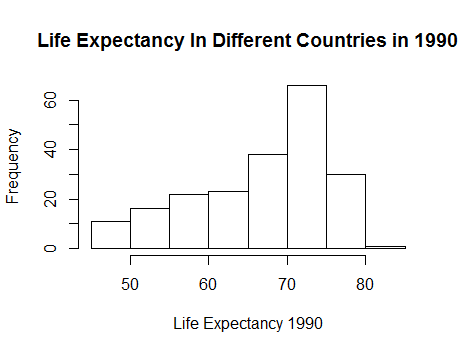 Life Expectancy In Different Countries in 1990
Frequency
60
40
20
0
50 60 70 80
Life Expectancy 1990